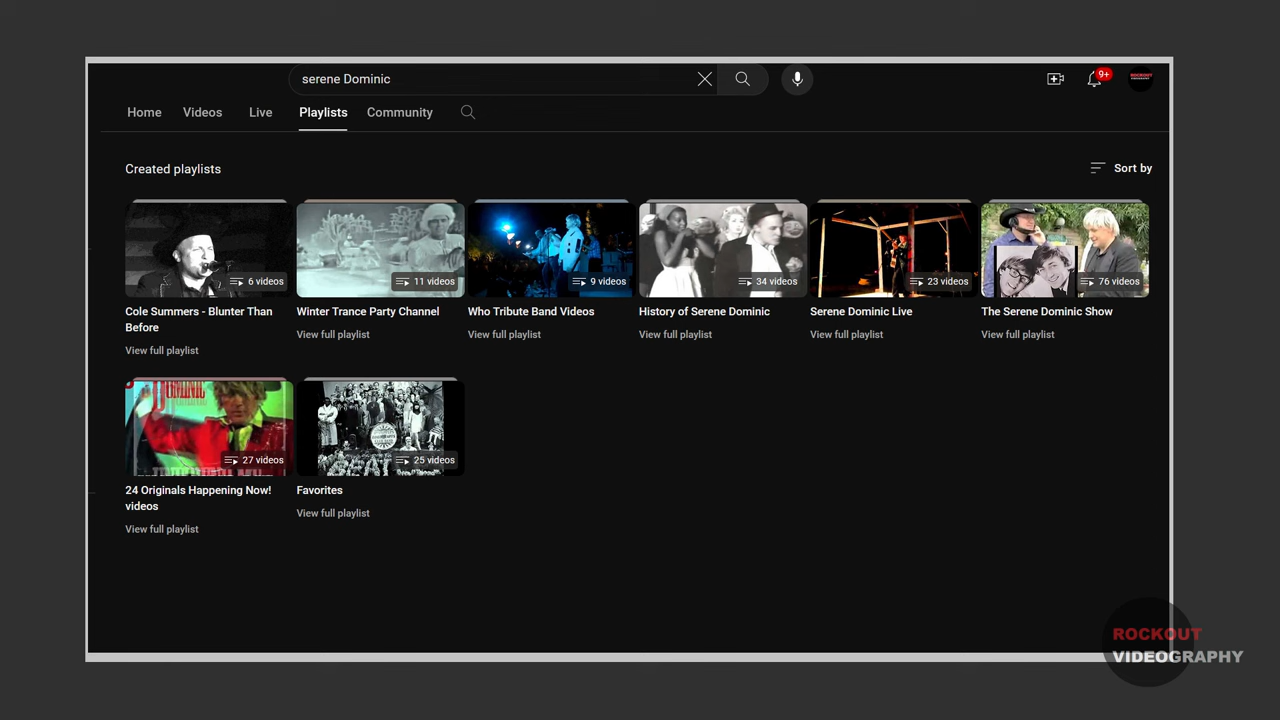 serene Dominic
9+
Home Videos Live Playlists Community
Created playlists
Sort by
6 videos
11 videos
9 videos
34 videos
23 videos
76 videos
Cole Summers - Blunter Than
Before
View full playlist
Winter Trance Party Channel
View full playlist
Who Tribute Band Videos
View full playlist
History of Serene Dominic
View full playlist
Serene Dominic Live
View full playlist
The Serene Dominic Show
View full playlist
DOMINIC
27 videos
25 videos
24 Originals Happening Now!
videos
View full playlist
Favorites
View full playlist
ROCKOUT
VIDEOGRAPHY